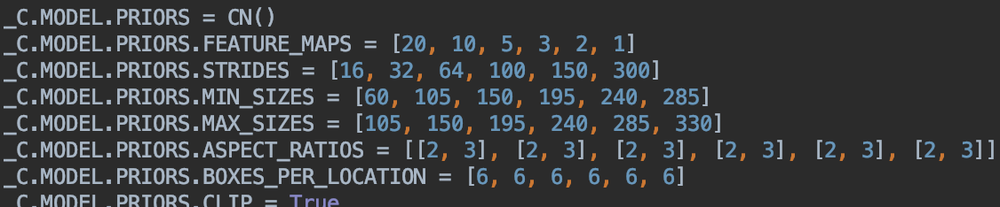 _C.MODEL.PRIORS = CN()
_C.MODEL.PRIORS.FEATURE_MAPS = [20, 10, 5, 3, 2, 1]
_C.MODEL.PRIORS.STRIDES = [16, 32, 64, 100, 150, 300]
_C.MODEL.PRIORS.MIN_SIZES = [60, 105, 150, 195, 240, 285]
_C.MODEL.PRIORS.MAX_SIZES = [105, 150, 195, 240, 285, 330]
_C.MODEL.PRIORS.ASPECT_RATIOS = [[2, 3], [2, 3], [2, 3], [2, 3], [2, 3], [2, 3]]
_C.MODEL.PRIORS.BOXES_PER_LOCATION = [6, 6, 6, 6, 6, 6]
_C.MODEL.PRIORS.CLIP = True